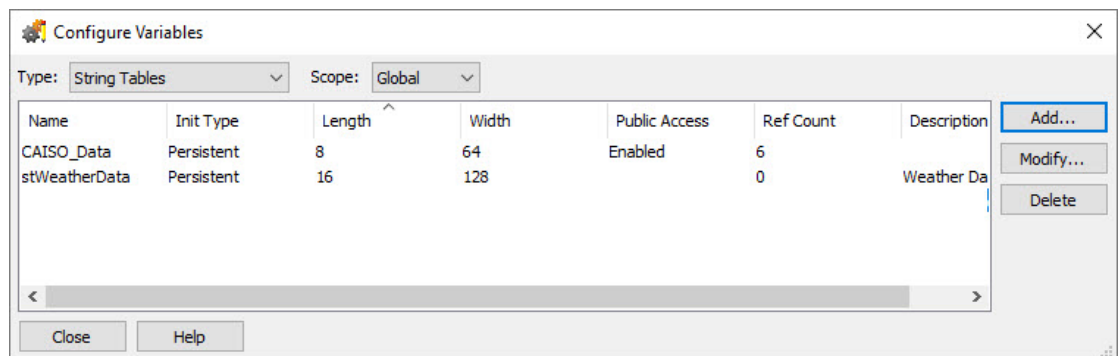 Configure Variables
Type: String Tables Scope: Global
Name Init Type Length Width Public Access Ref Count Description Add...
CAISO_Data Persistent 8 64 Enabled 6
Modify...
stWeatherData Persistent 16 128 0 Weather Da
Delete
Close Help